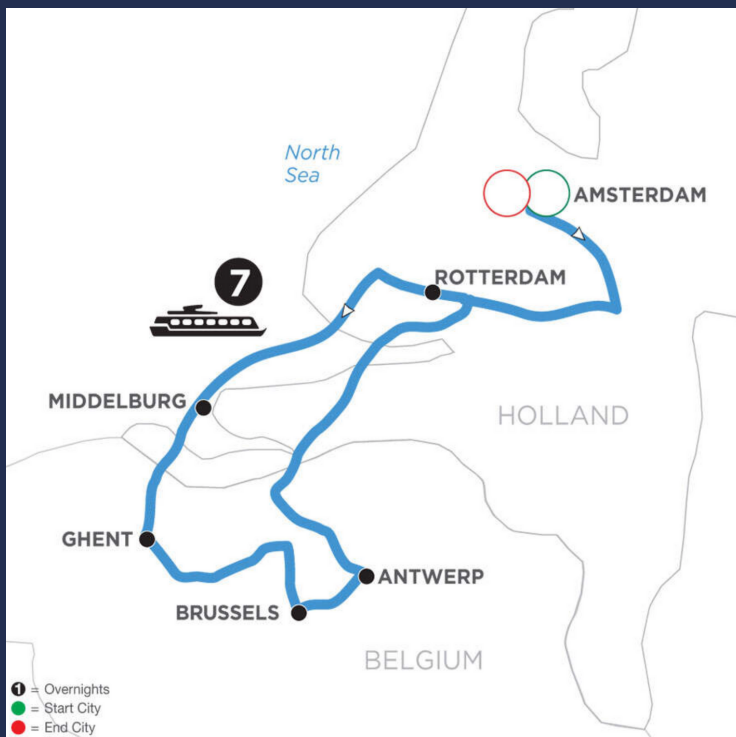 North
Sea
AMSTERDAM
7
ROTTERDAM
MIDDELBURG
HOLLAND
GHENT
ANTWERP
BRUSSELS
BELGIUM
1 = Overnights
= Start City
= End City